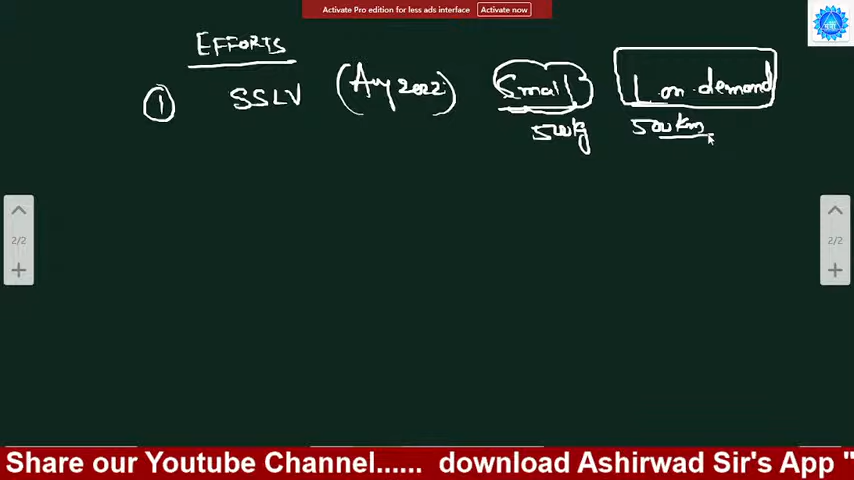 Activate Pro edition for less ads interface Activate now
EFFORTS
① SSLV (Aug 2022) Small L on demand
500kg 500km
2/2 2/2
Share our Youtube Channel...... download Ashirwad Sir's App "